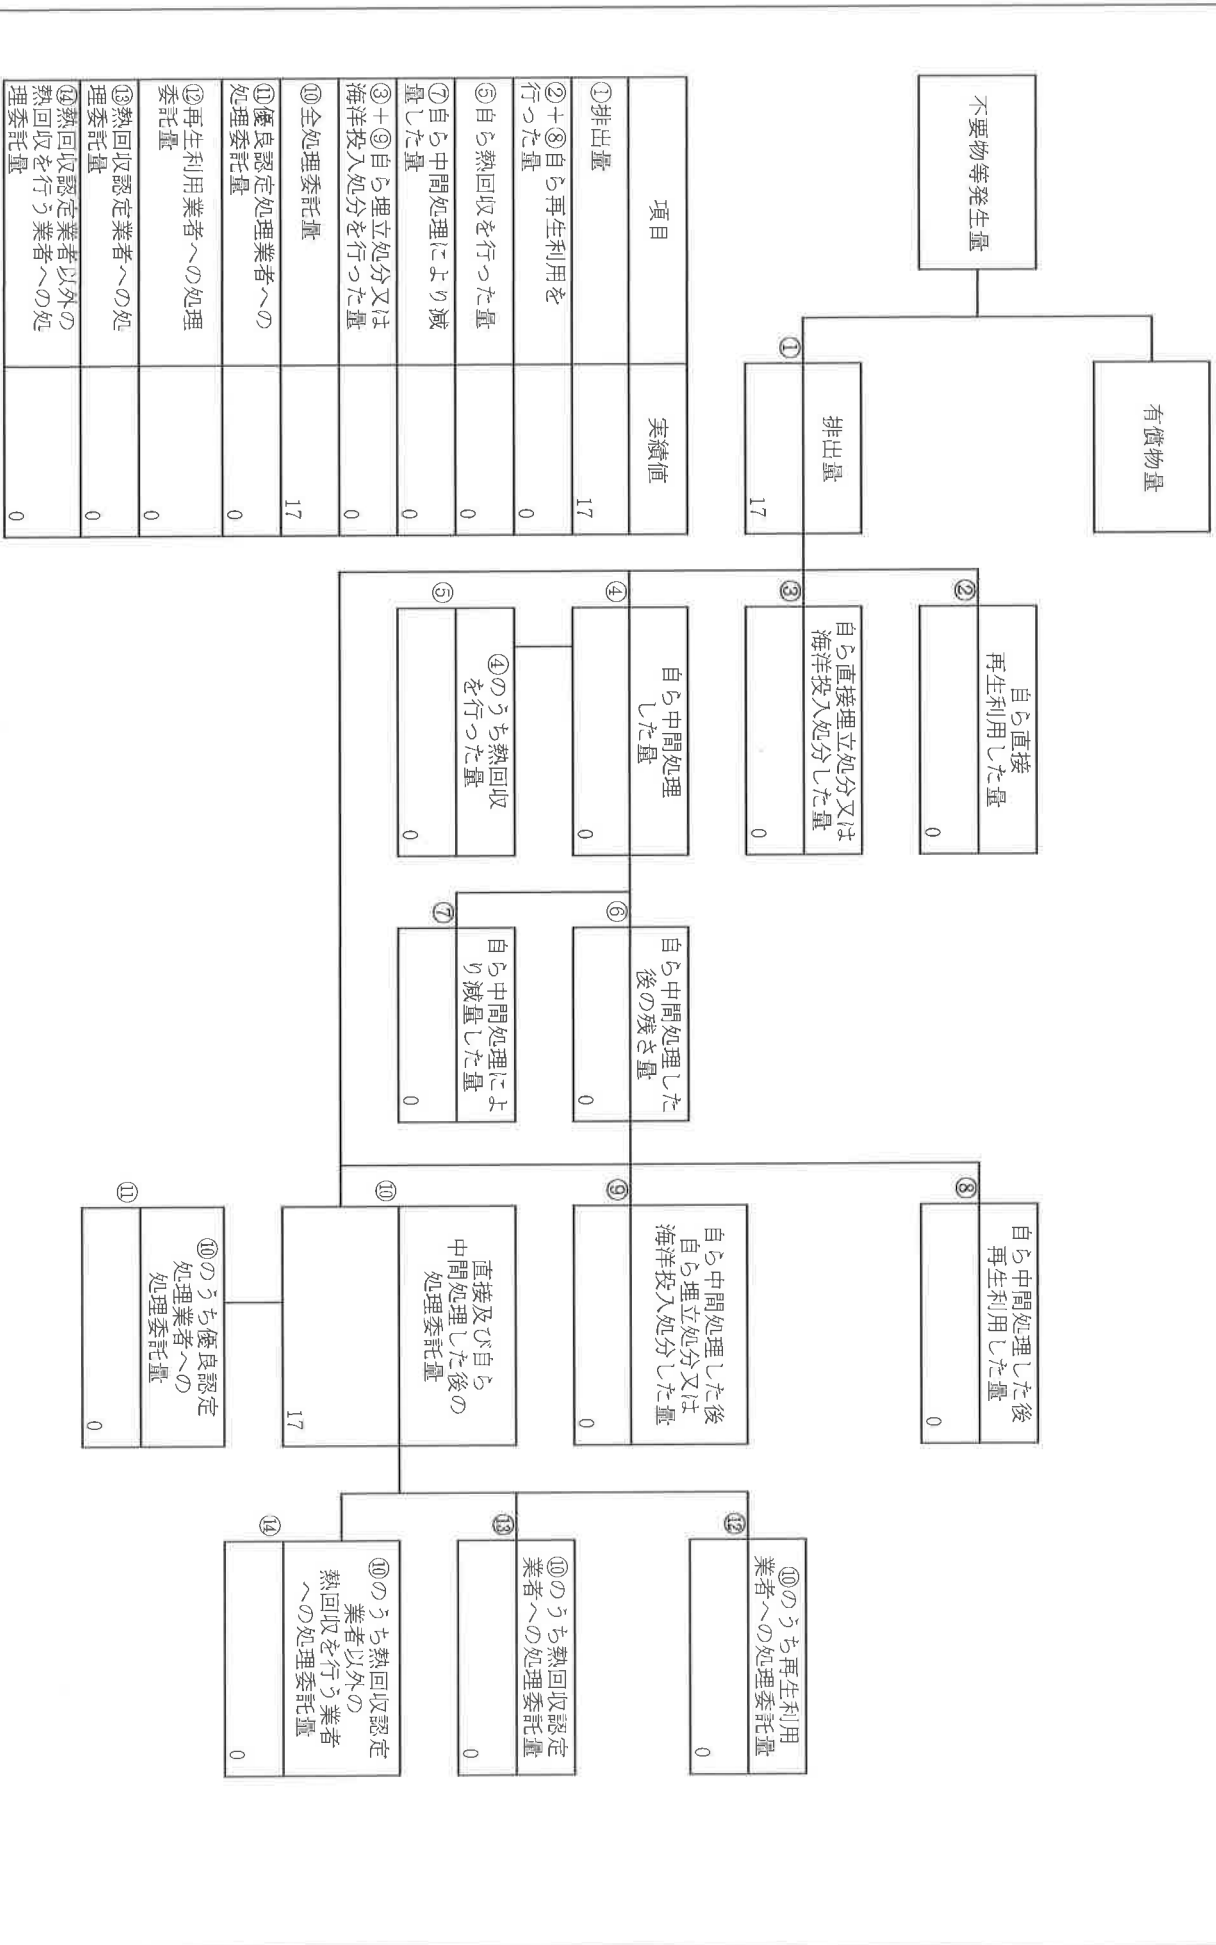 有償物量
不要物等発生量
①
排出量
17
②
自ら直接
再生利用した量
0
③
自ら直接埋立処分又は
海洋投入処分した量
0
④
自ら中間処理
した量
0
⑤
④のうち熱回収
を行った量
0
⑥
自ら中間処理した
後の残さ量
0
⑦
自ら中間処理によ
り減量した量
0
⑧
自ら中間処理した後
再生利用した量
0
⑨
自ら中間処理した後
自ら埋立処分又は
海洋投入処分した量
0
⑩
直接及び自ら
中間処理した後の
処理委託量
17
⑪
⑩のうち優良認定
処理業者への
処理委託量
0
⑫
⑩のうち再生利用
業者への処理委託量
0
⑬
⑩のうち熱回収認定
業者への処理委託量
0
⑭
⑩のうち熱回収認定
業者以外の
熱回収を行う業者
への処理委託量
0
項目 実績値
①排出量 17
②+⑧自ら再生利用を
行った量 0
⑤自ら熱回収を行った量 0
⑦自ら中間処理により減
量した量 0
③+⑨自ら埋立処分又は
海洋投入処分を行った量 0
⑩全処理委託量 17
⑪優良認定処理業者への
処理委託量 0
⑫再生利用業者への処理
委託量 0
⑬熱回収認定業者への処
理委託量 0
⑭熱回収認定業者以外の
熱回収を行う業者への処
理委託量 0